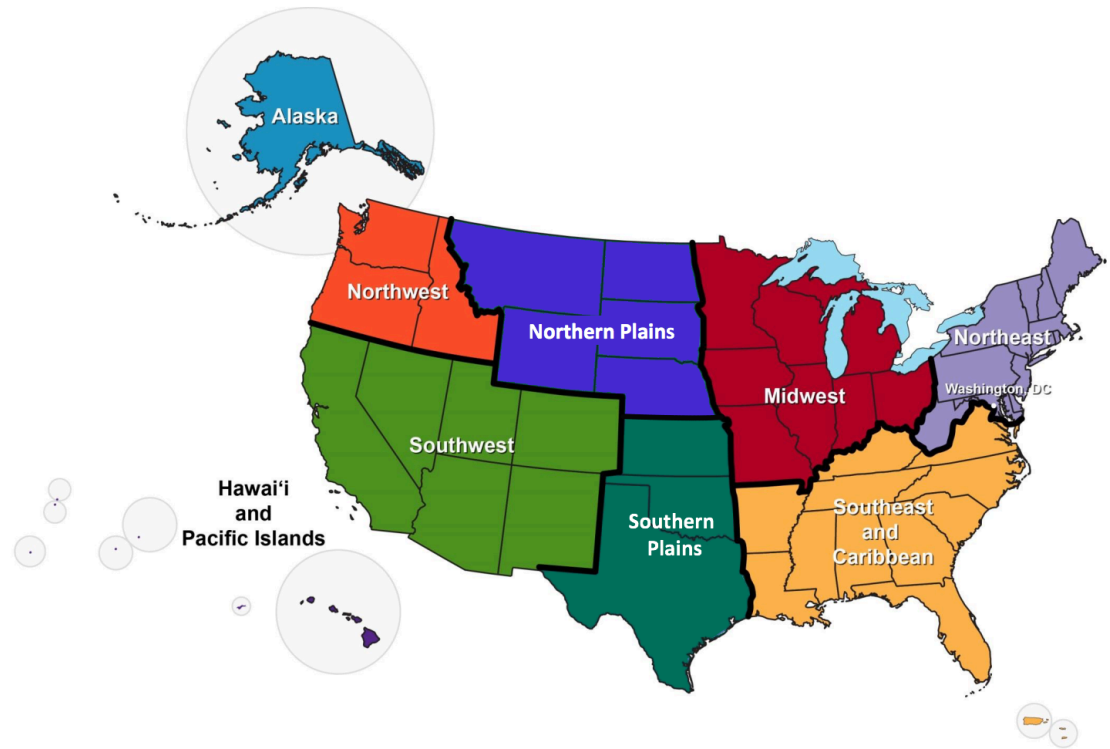 Alaska
Northwest
Northern Plains
Northeast
Midwest
Washington, DC
Southwest
Hawai‘i
and
Pacific Islands
Southern
Plains
Southeast
and
Caribbean